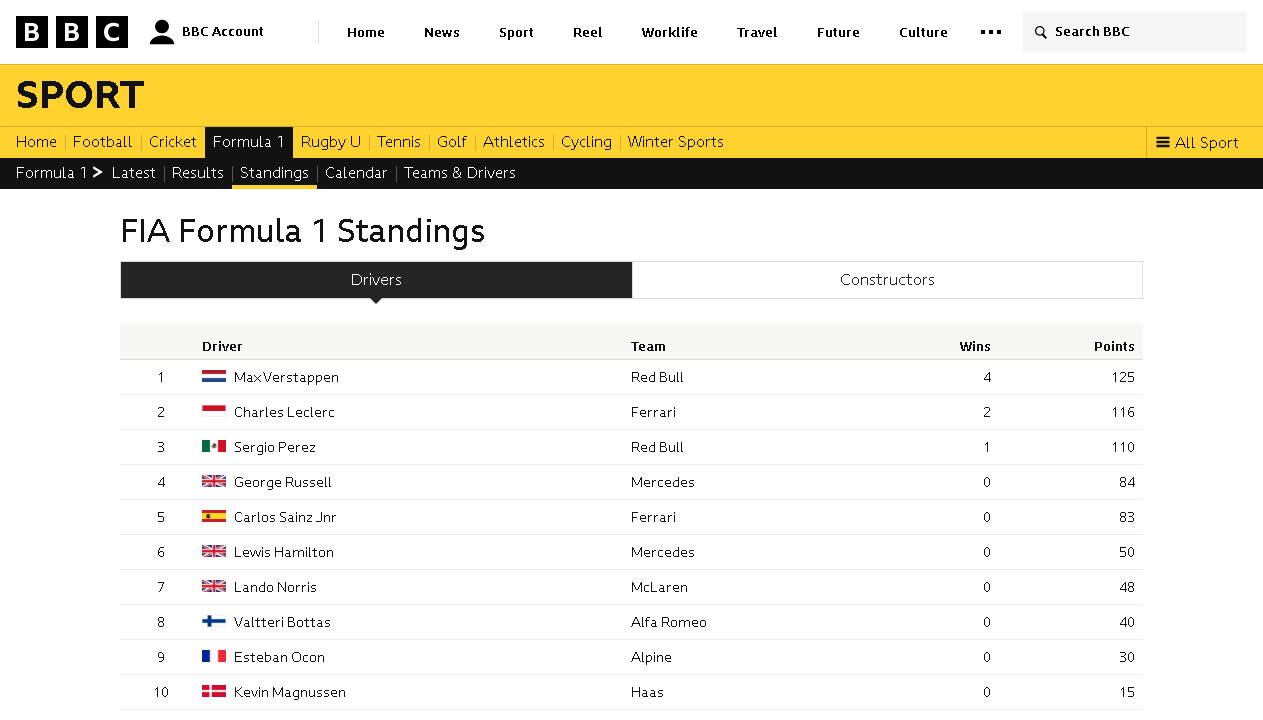 BBC BBC Account Home News Sport Reel Worklife Travel Future Culture Search BBC
SPORT
Home Football Cricket Formula 1 Rugby U Tennis Golf Athletics Cycling Winter Sports All Sport
Formula 1 Latest Results Standings Calendar Teams & Drivers
FIA Formula 1 Standings
Drivers Constructors
Driver Team Wins Points
1 Max Verstappen Red Bull 4 125
2 Charles Leclerc Ferrari 2 116
3 Sergio Perez Red Bull 1 110
4 George Russell Mercedes 0 84
5 Carlos Sainz Jnr Ferrari 0 83
6 Lewis Hamilton Mercedes 0 50
7 Lando Norris McLaren 0 48
8 Valtteri Bottas Alfa Romeo 0 40
9 Esteban Ocon Alpine 0 30
10 Kevin Magnussen Haas 0 15